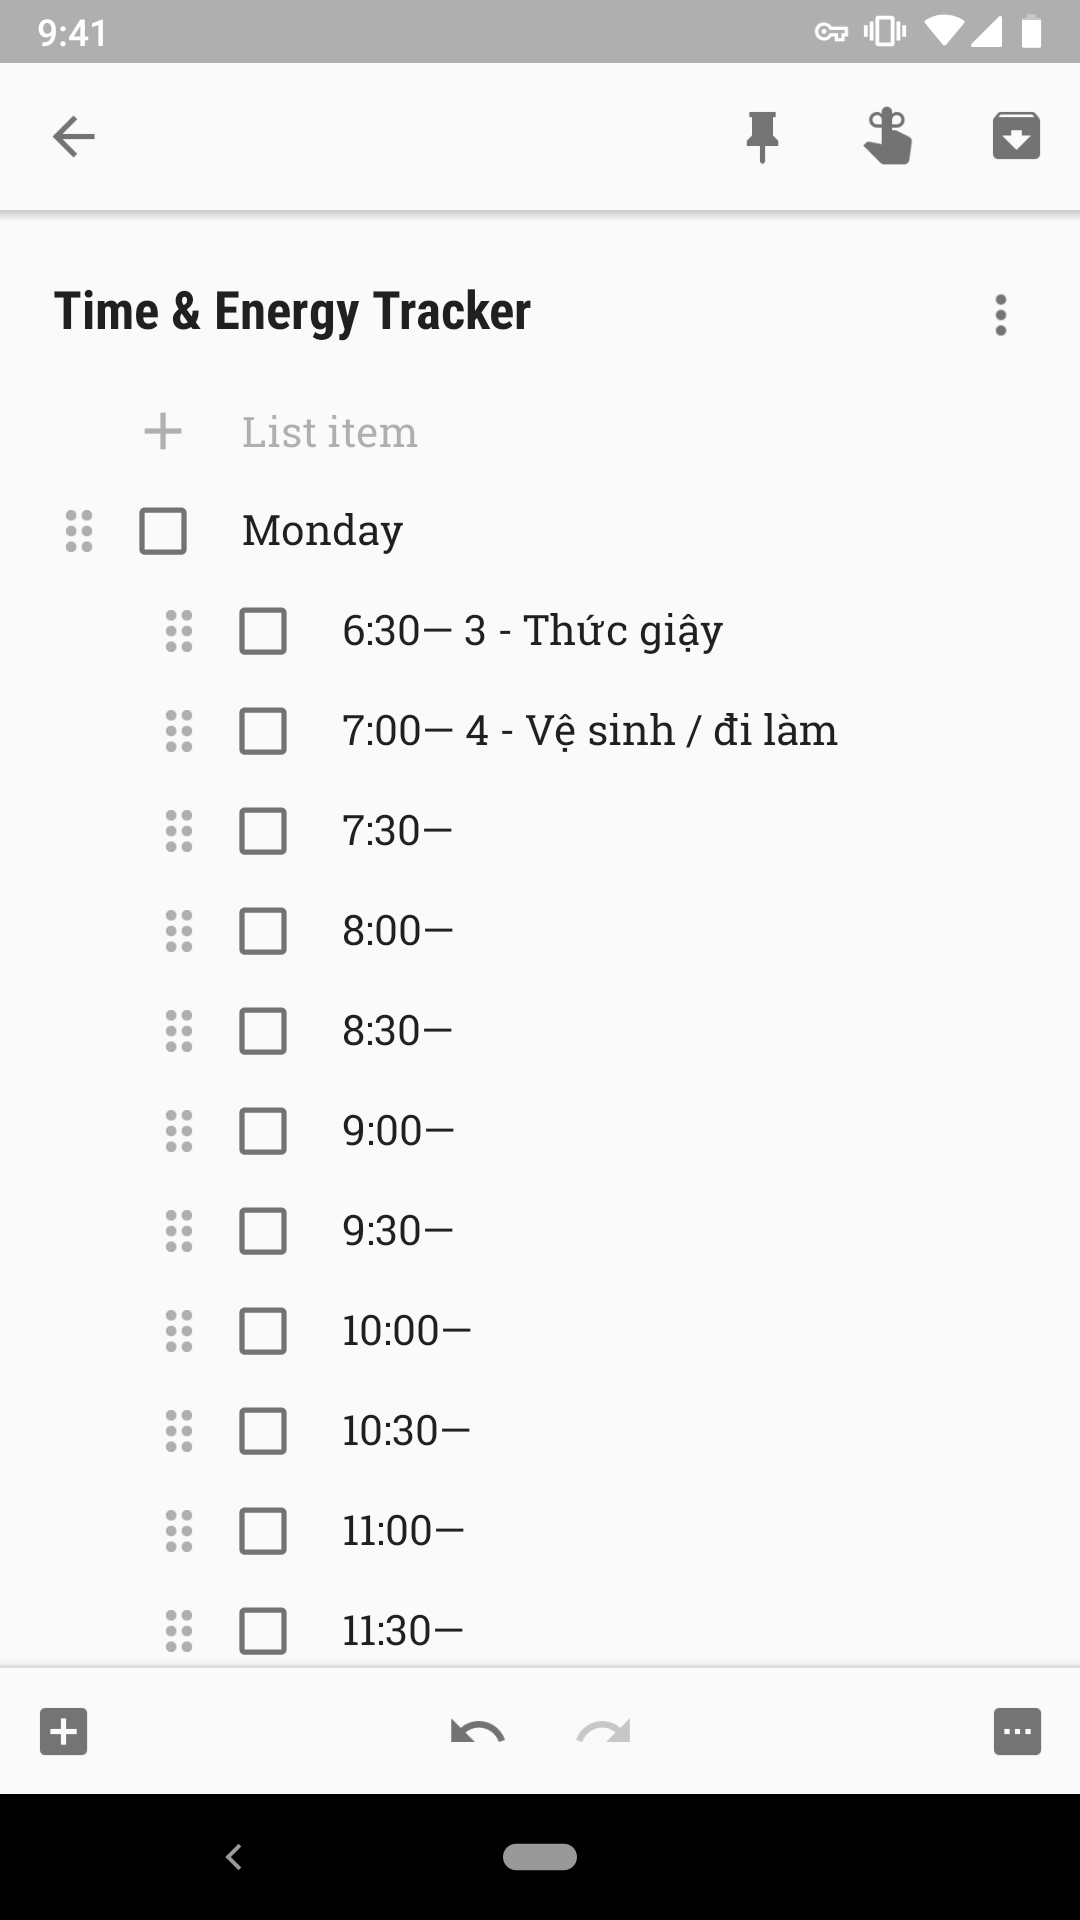 9:41
Time & Energy Tracker
List item
Monday
6:30— 3 - Thức giậy
7:00— 4 - Vệ sinh / đi làm
7:30—
8:00—
8:30—
9:00—
9:30—
10:00—
10:30—
11:00—
11:30—